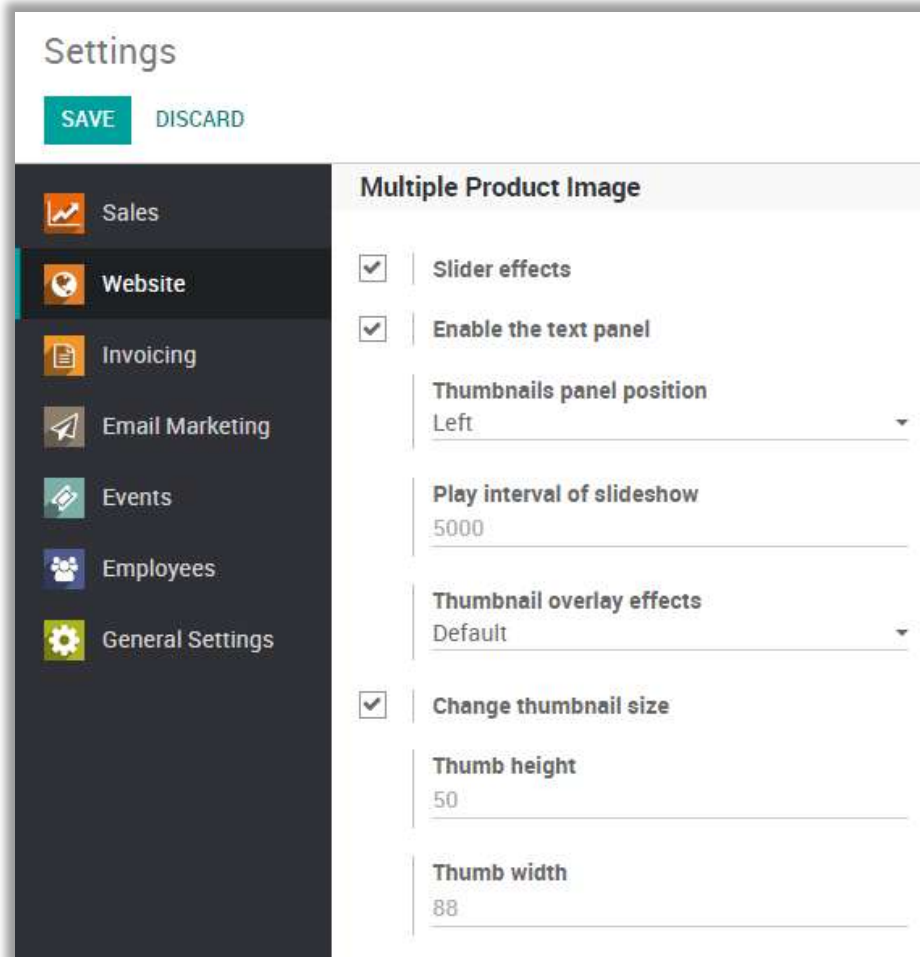 Settings
SAVE DISCARD
Sales
Website
Invoicing
Email Marketing
Events
Employees
General Settings
Multiple Product Image
Slider effects
Enable the text panel
Thumbnails panel position
Left
Play interval of slideshow
5000
Thumbnail overlay effects
Default
Change thumbnail size
Thumb height
50
Thumb width
88